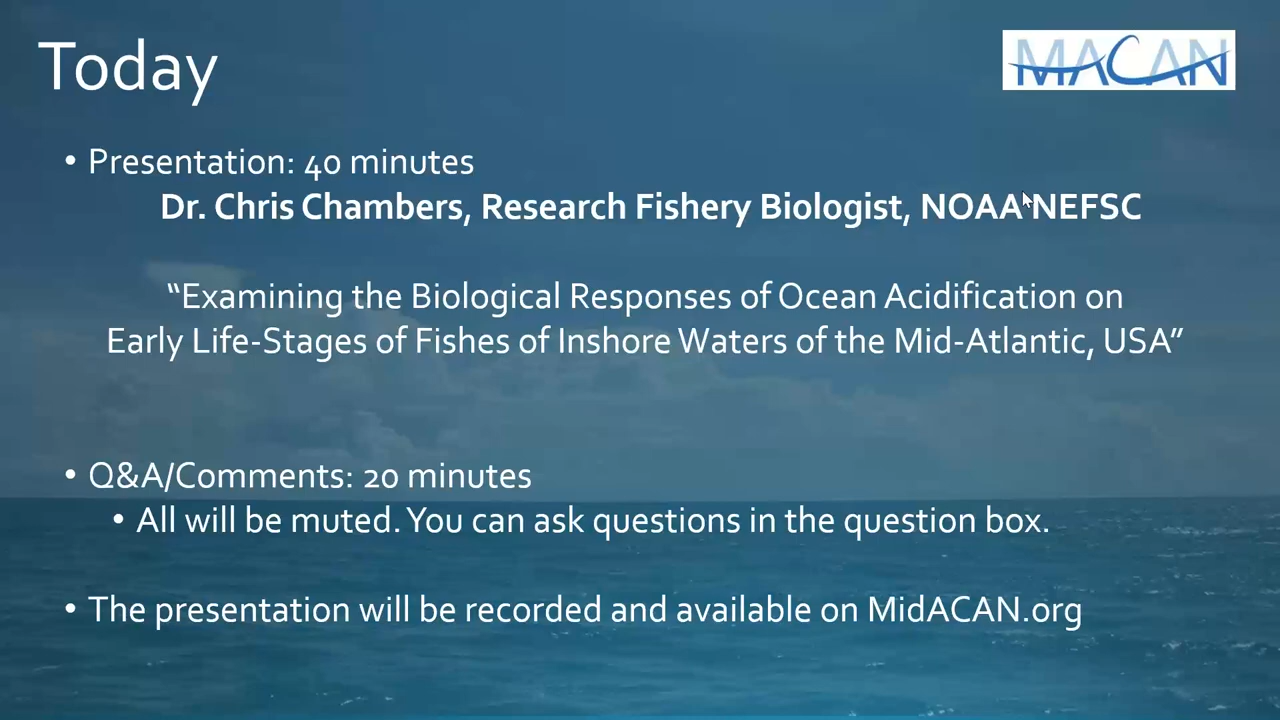 Today
MACAN
• Presentation: 40 minutes
Dr. Chris Chambers, Research Fishery Biologist, NOAA NEFSC
“Examining the Biological Responses of Ocean Acidification on
Early Life-Stages of Fishes of Inshore Waters of the Mid-Atlantic, USA”
• Q&A/Comments: 20 minutes
• All will be muted. You can ask questions in the question box.
• The presentation will be recorded and available on MidACAN.org